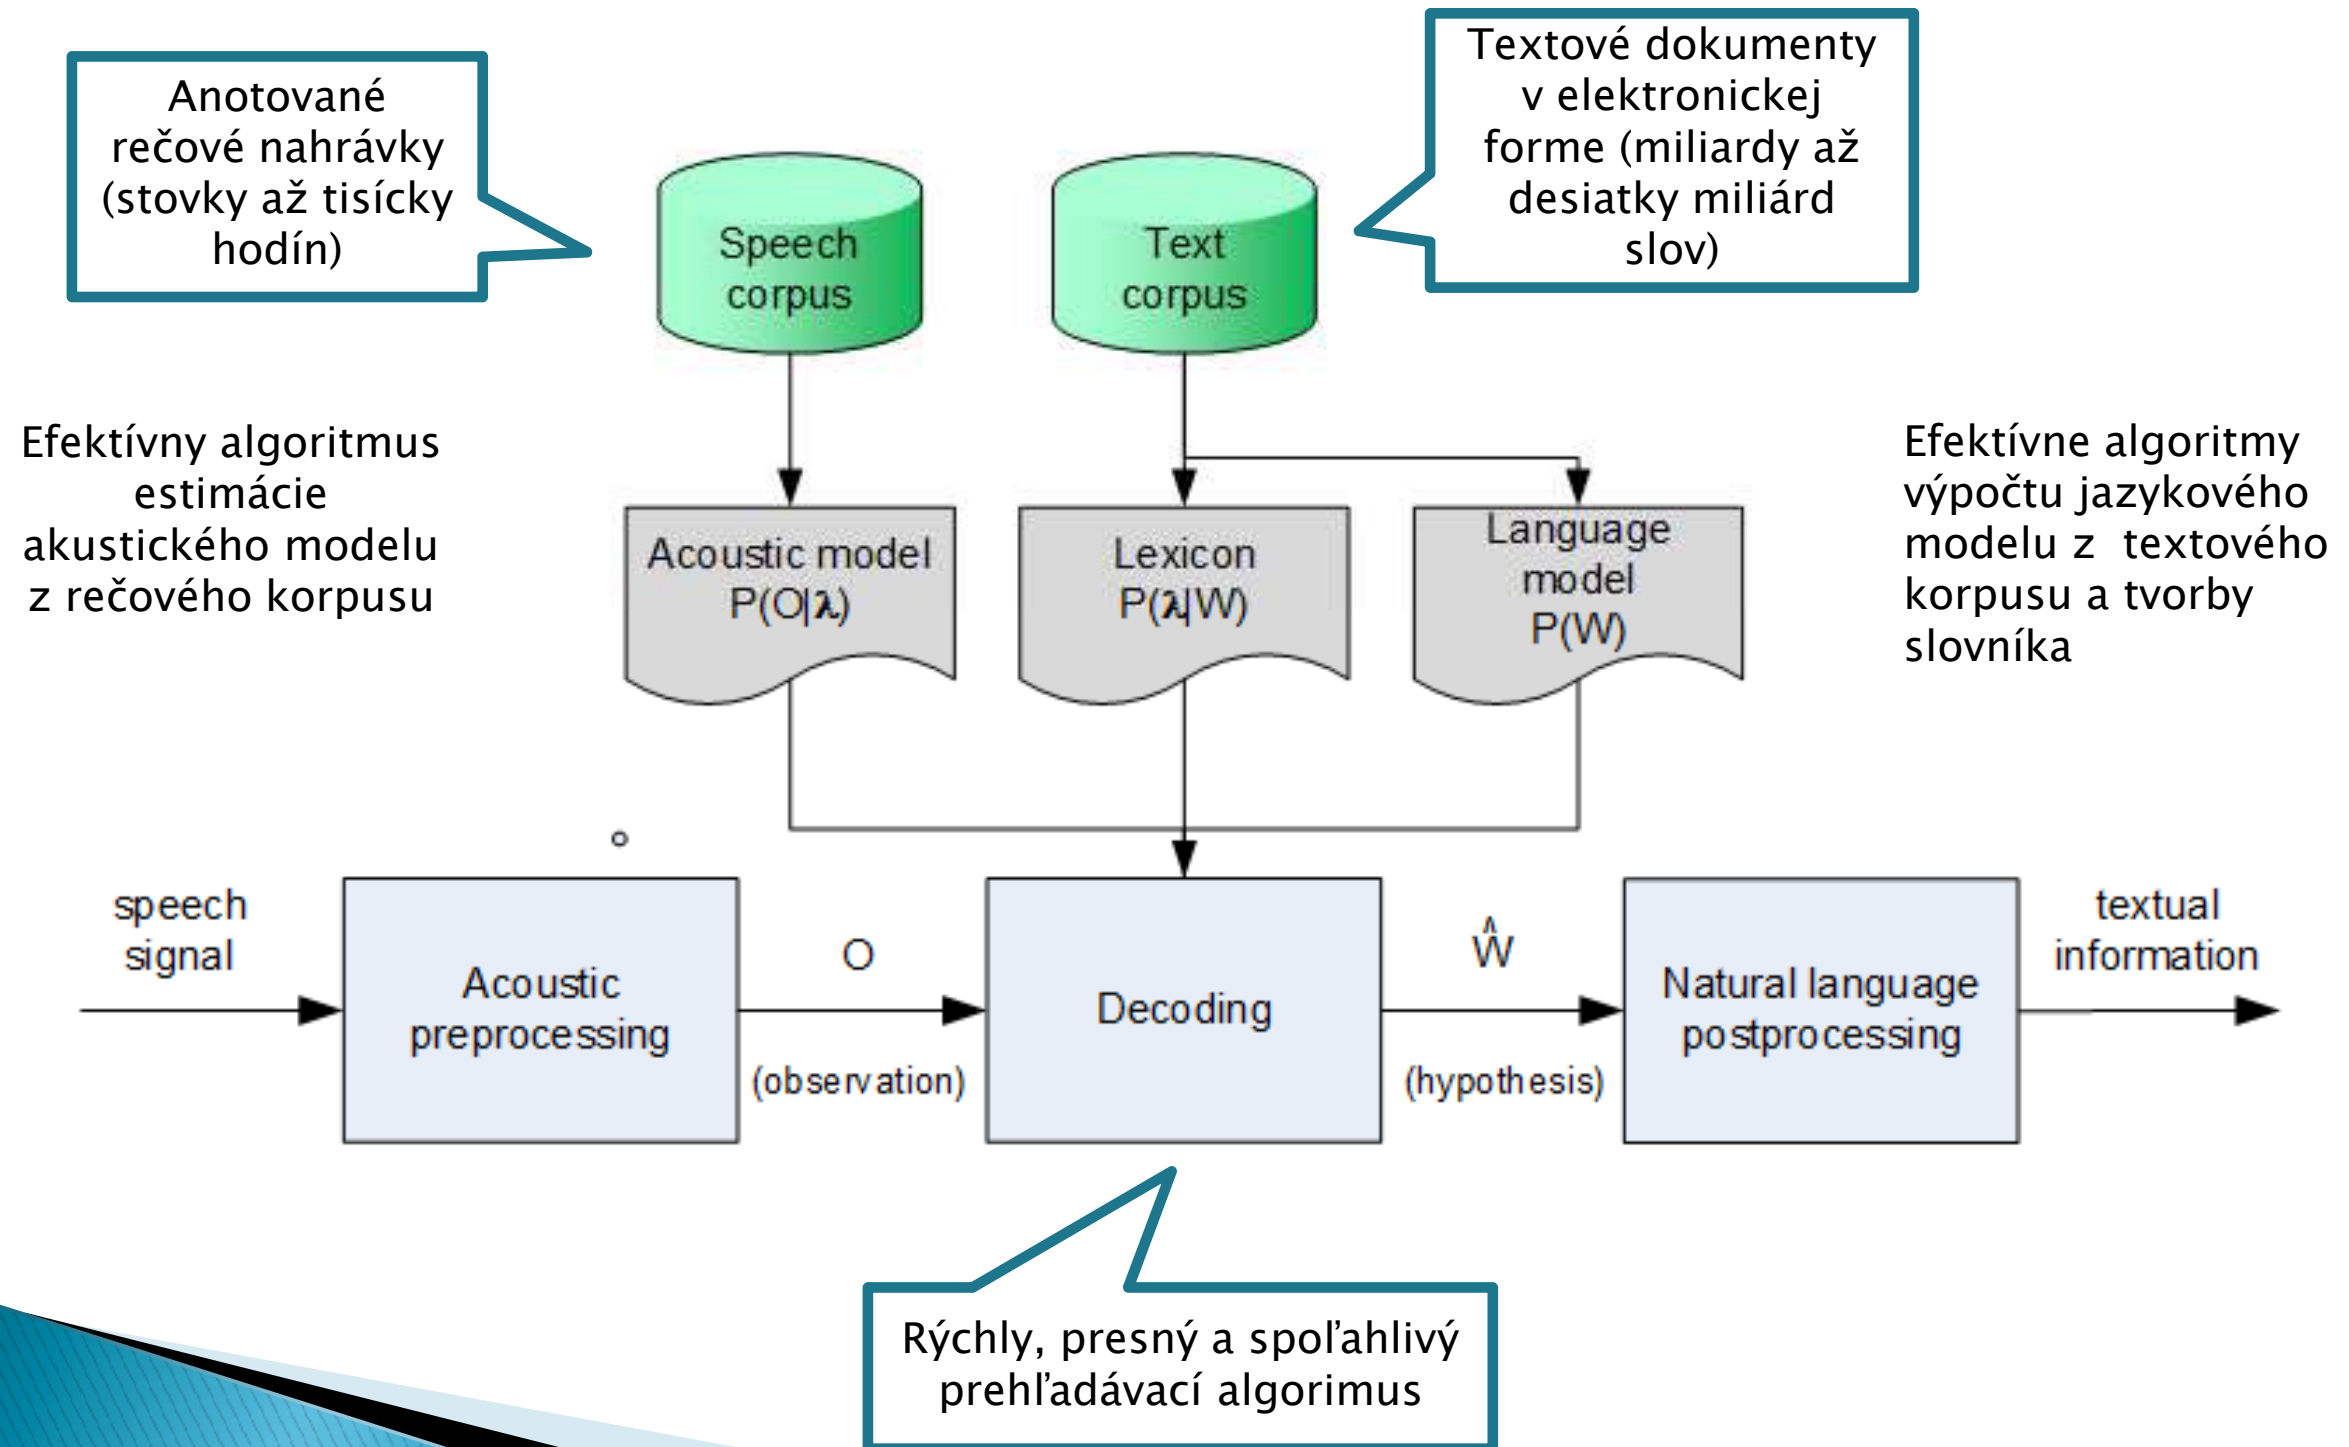 Anotované
rečové nahrávky
(stovky až tisícky
hodín)
Textové dokumenty
v elektronickej
forme (miliardy až
desiatky miliárd
slov)
Speech
corpus
Text
corpus
Efektívny algoritmus
estimácie
akustického modelu
z rečového korpusu
Acoustic model
P(O|λ)
Lexicon
P(λ|W)
Language
model
P(W)
Efektívne algoritmy
výpočtu jazykového
modelu z textového
korpusu a tvorby
slovníka
speech
signal
Acoustic
preprocessing
O
(observation)
Decoding
Ŵ
(hypothesis)
Natural language
postprocessing
textual
information
Rýchly, presný a spoľahlivý
prehľadávací algorimus